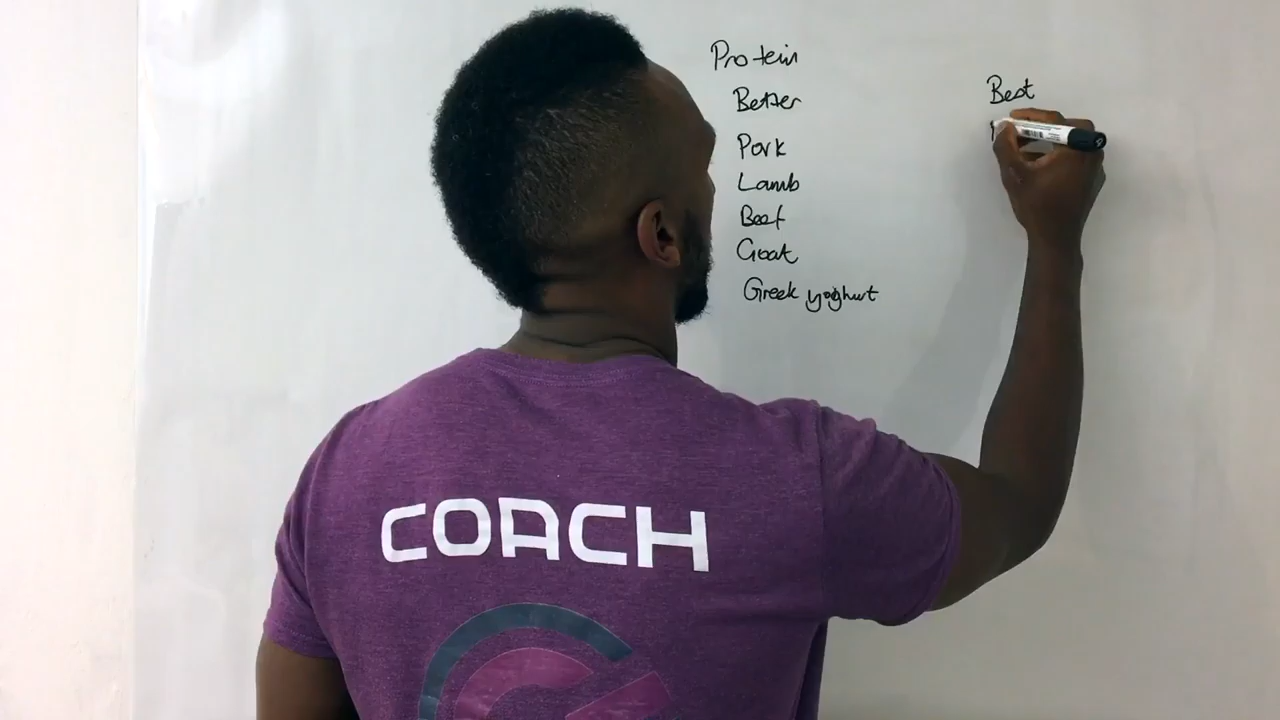 Protein
Better
Pork
Lamb
Beef
Goat
Greek yoghurt
Best
COACH